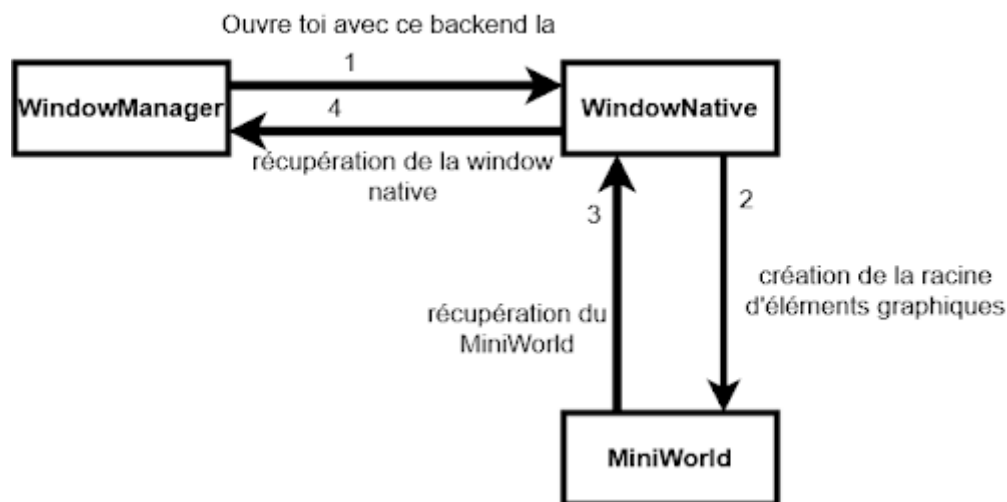 Ouvre toi avec ce backend la
1
WindowManager
4
WindowNative
récupération de la window
native
3
2
création de la racine
d'éléments graphiques
récupération du
MiniWorld
MiniWorld